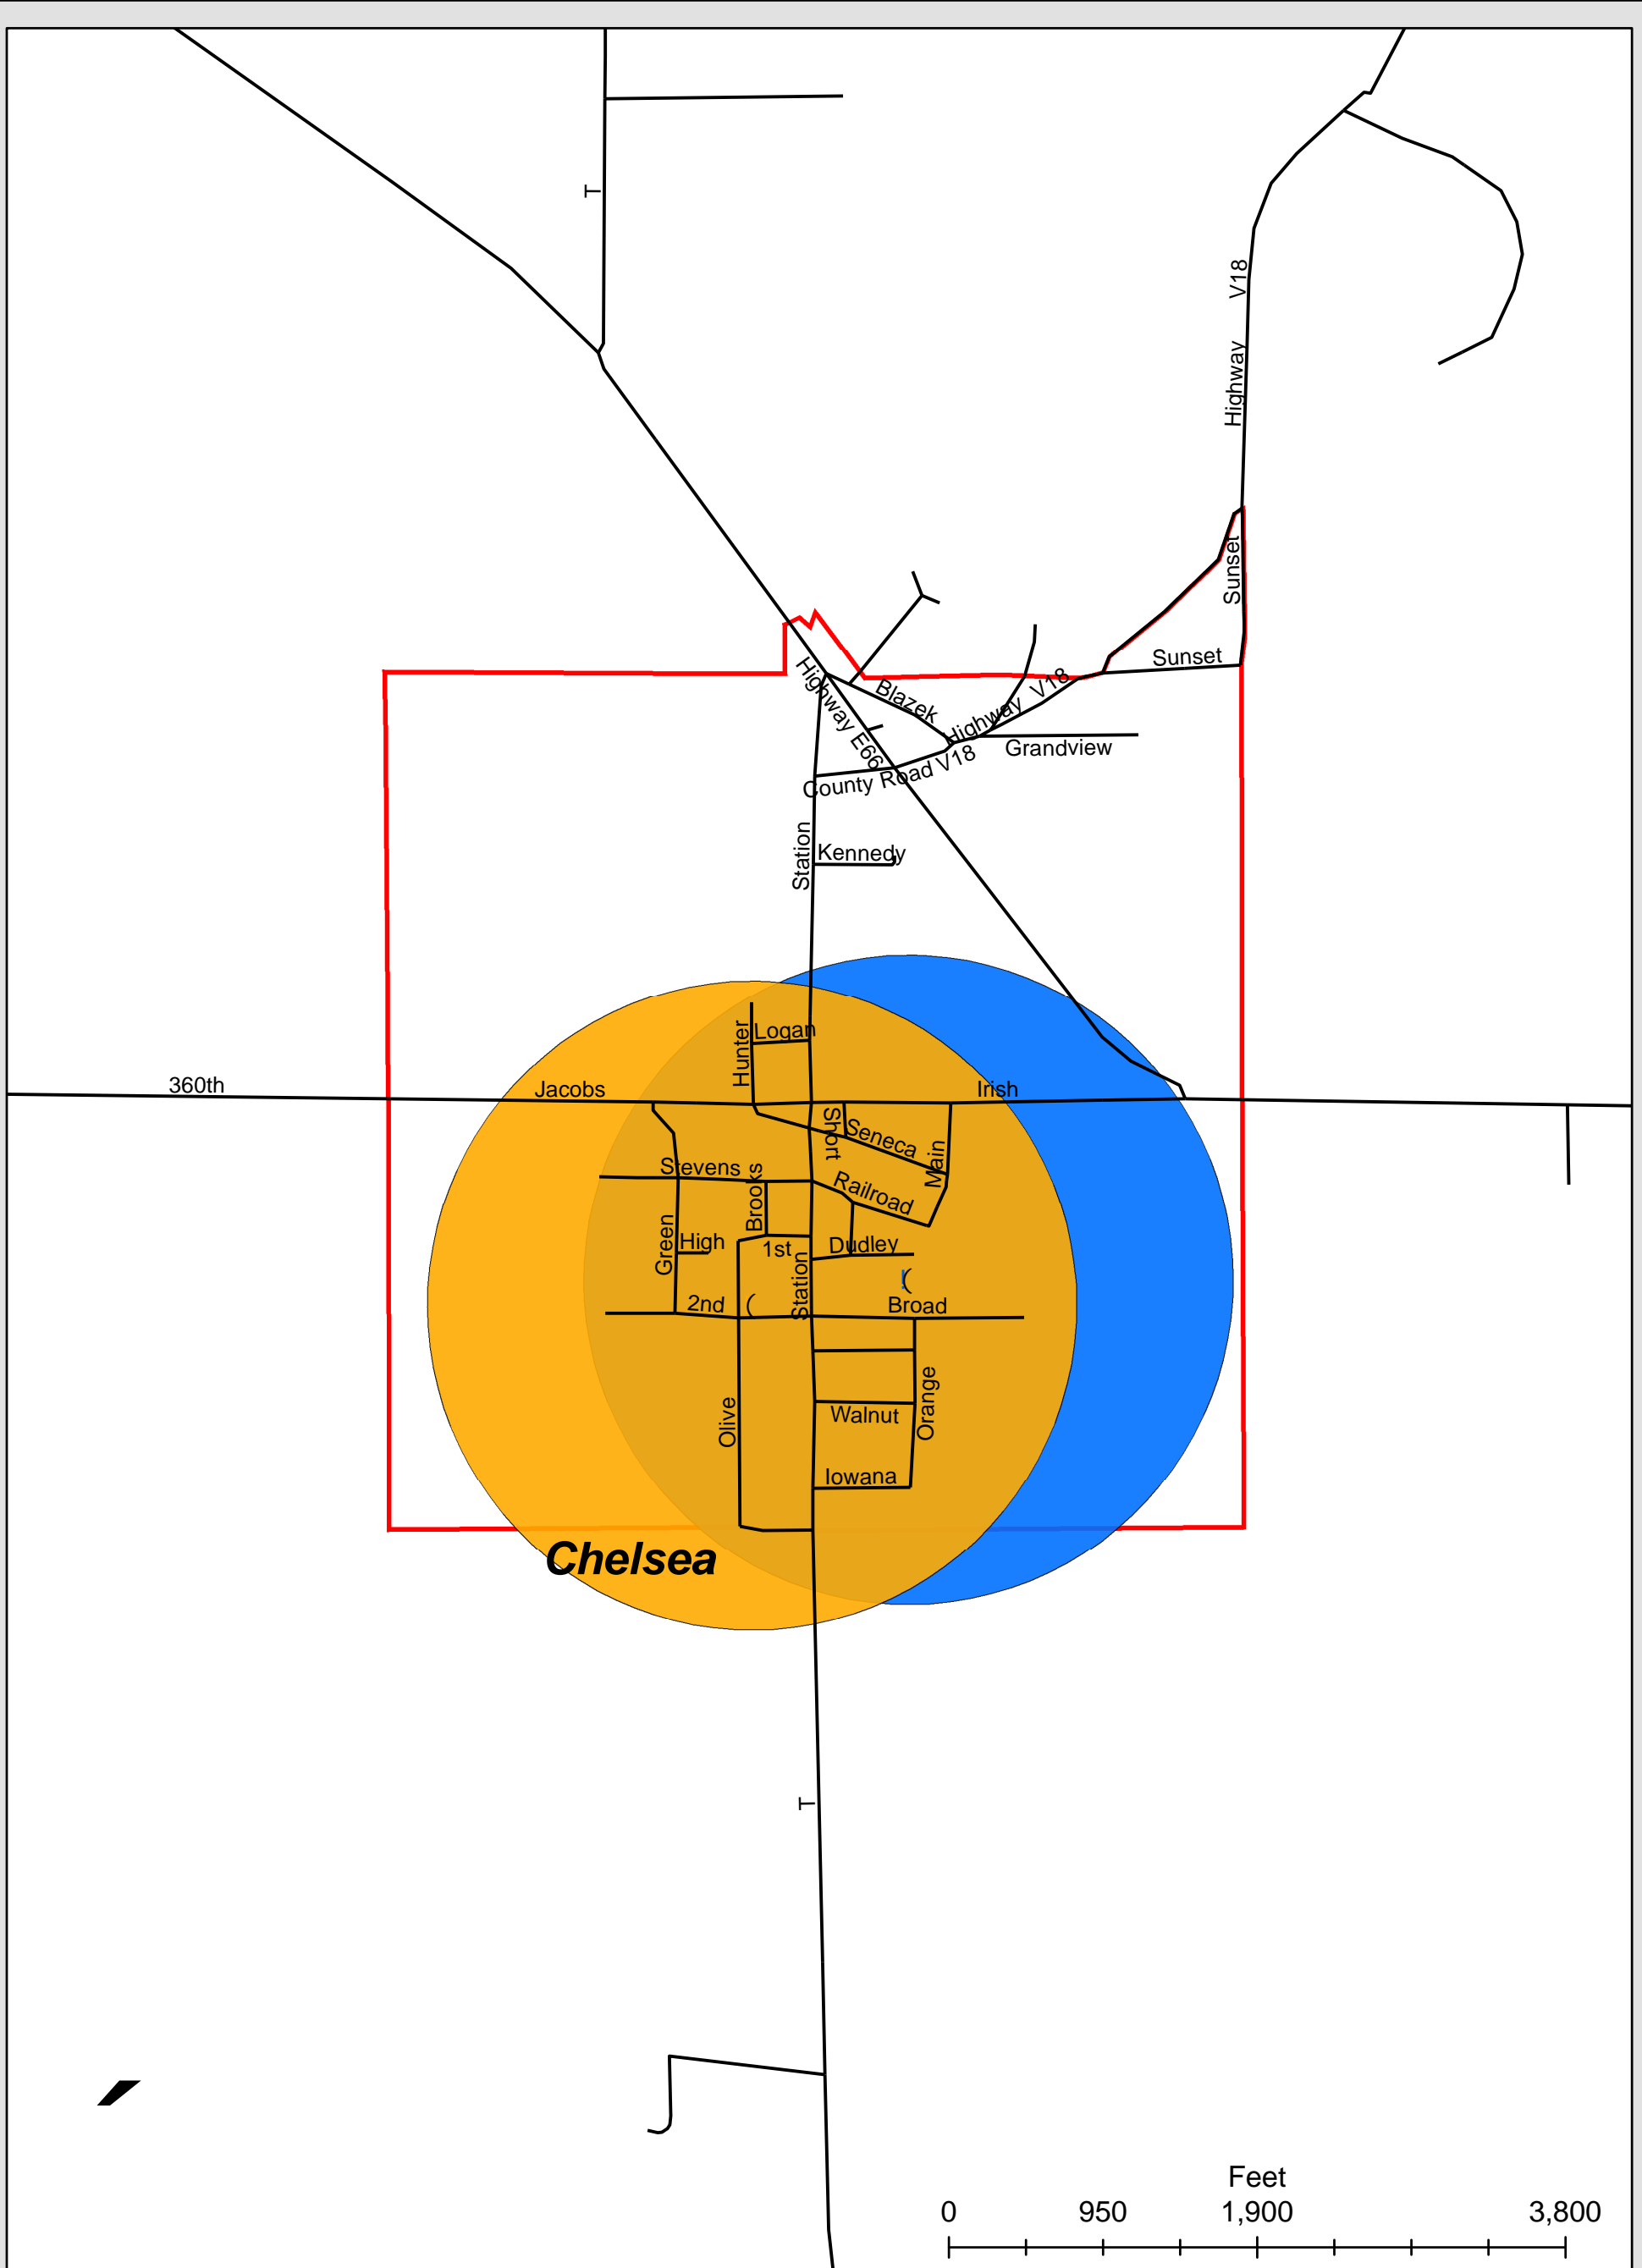 T
Highway V18
Sunset
Sunset
Blazek
Highway V18
Highway E66
Grandview
County Road V18
Station
Kennedy
Hunter
Logan
360th
Jacobs
Irish
Short
Seneca
Main
Stevens
Brooks
Railroad
Green
High
1st
Dudley
Station
2nd
Broad
Olive
Orange
Walnut
Iowana
Chelsea
T
Feet
0 950 1,900 3,800